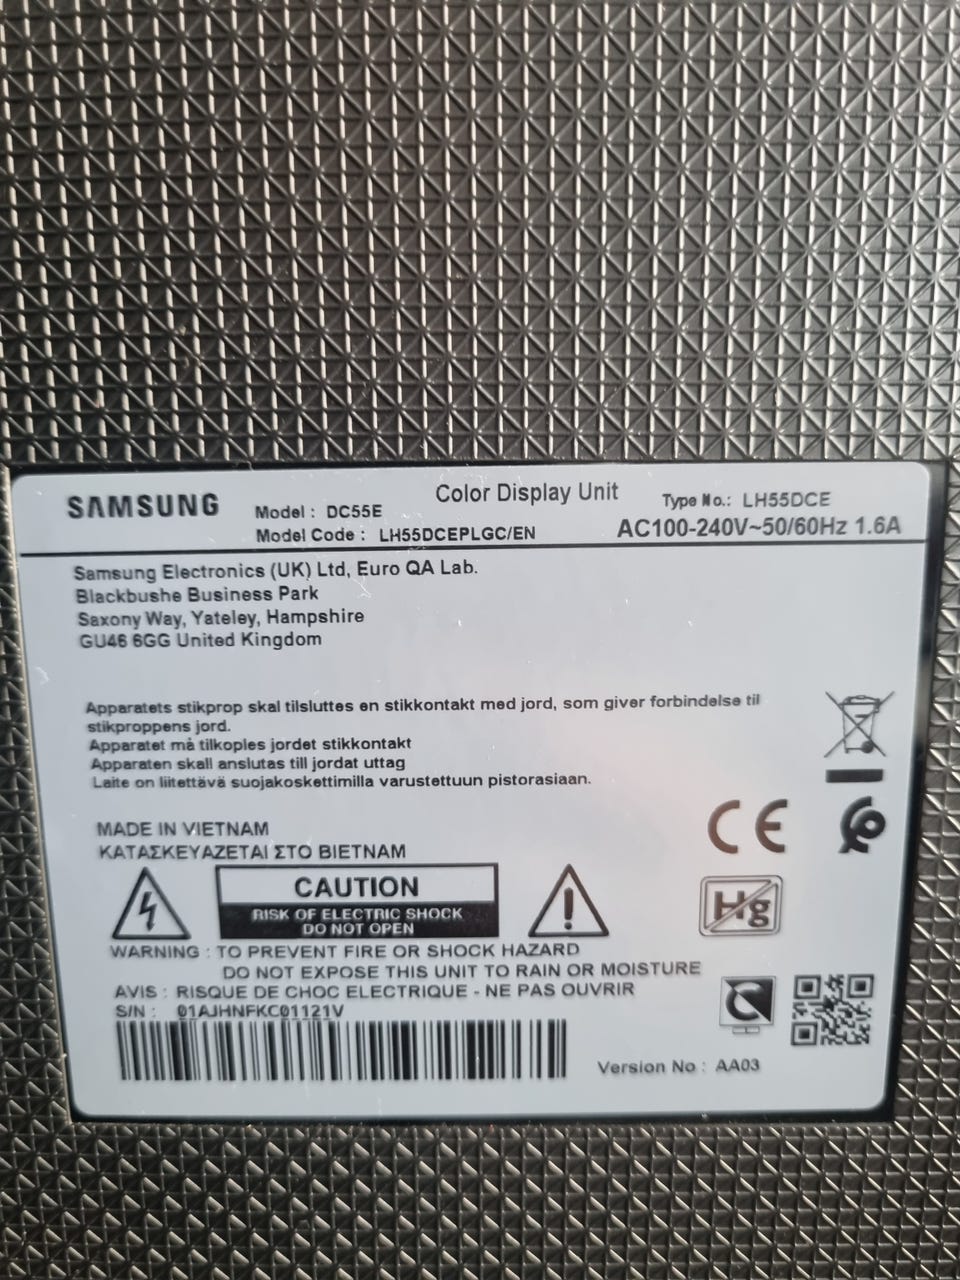 SAMSUNG
Color Display Unit
Model : DC55E
Type No.: LH55DCE
Model Code : LH55DCEPLGC/EN
AC100-240V~50/60Hz 1.6A
Samsung Electronics (UK) Ltd, Euro QA Lab.
Blackbushe Business Park
Saxony Way, Yateley, Hampshire
GU46 6GG United Kingdom
Apparatets stikprop skal tilsluttes en stikkontakt med jord, som giver forbindelse til
stikproppens jord.
Apparatet må tilkoples jordet stikkontakt
Apparaten skall anslutas till jordat uttag
Laite on liitettävä suojakoskettimilla varustettuun pistorasiaan.
MADE IN VIETNAM
ΚΑΤΑΣΚΕΥΑΖΕΤΑΙ ΣΤΟ ΒΙΕΤΝΑΜ
CE
CAUTION
RISK OF ELECTRIC SHOCK
DO NOT OPEN
Hg
WARNING : TO PREVENT FIRE OR SHOCK HAZARD
DO NOT EXPOSE THIS UNIT TO RAIN OR MOISTURE
AVIS : RISQUE DE CHOC ELECTRIQUE - NE PAS OUVRIR
S/N : 01AJHNFKC01121V
Version No : AA03